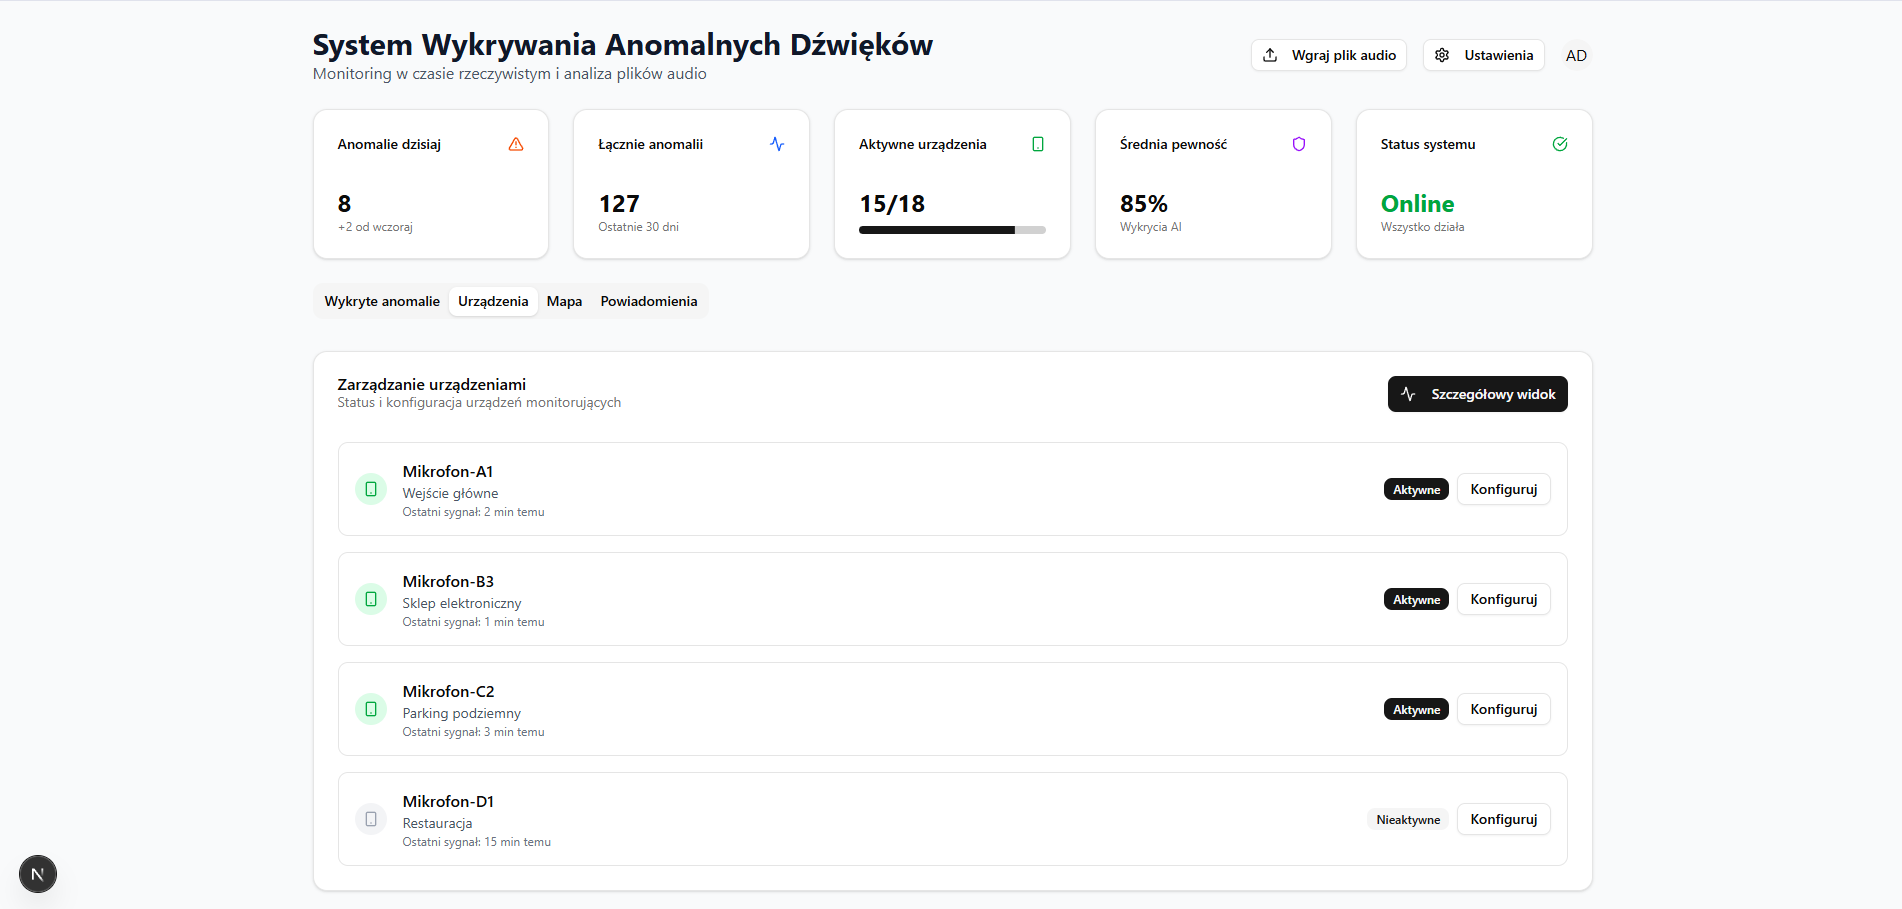 System Wykrywania Anomalnych Dźwięków
Monitoring w czasie rzeczywistym i analiza plików audio
Wgraj plik audio
Ustawienia
AD
Anomalie dzisiaj
8
+2 od wczoraj
Łącznie anomalii
127
Ostatnie 30 dni
Aktywne urządzenia
15/18
Średnia pewność
85%
Wykrycia AI
Status systemu
Online
Wszystko działa
Wykryte anomalie
Urządzenia
Mapa
Powiadomienia
Zarządzanie urządzeniami
Status i konfiguracja urządzeń monitorujących
Szczegółowy widok
Mikrofon-A1
Wejście główne
Ostatni sygnał: 2 min temu
Aktywne
Konfiguruj
Mikrofon-B3
Sklep elektroniczny
Ostatni sygnał: 1 min temu
Aktywne
Konfiguruj
Mikrofon-C2
Parking podziemny
Ostatni sygnał: 3 min temu
Aktywne
Konfiguruj
Mikrofon-D1
Restauracja
Ostatni sygnał: 15 min temu
Nieaktywne
Konfiguruj
N